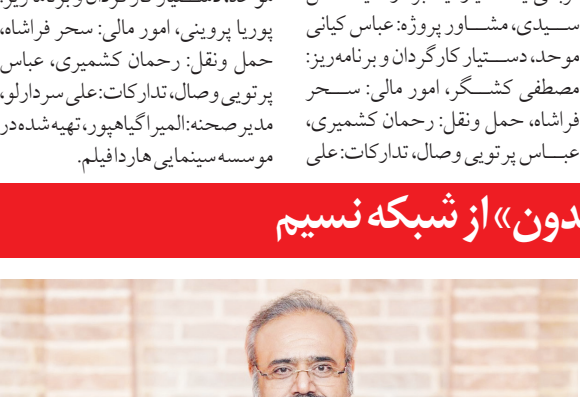 سیدی، مشاور پروژه: عباس کیانی
موحد، دستیار کارگردان و برنامه‌ریز:
مصطفی کشگر، امور مالی: سحر
فراشاه، حمل ونقل: رحمان کشمیری،
عباس پرتویی وصال، تدارکات: علی
پوریا پروینی، امور مالی: سحر فراشاه،
حمل ونقل: رحمان کشمیری، عباس
پرتویی وصال، تدارکات: علی سردارلو،
مدیر صحنه: المیرا گیاهپور، تهیه شده در
موسسه سینمایی هاردافیلم.
دون» از شبکه نسیم